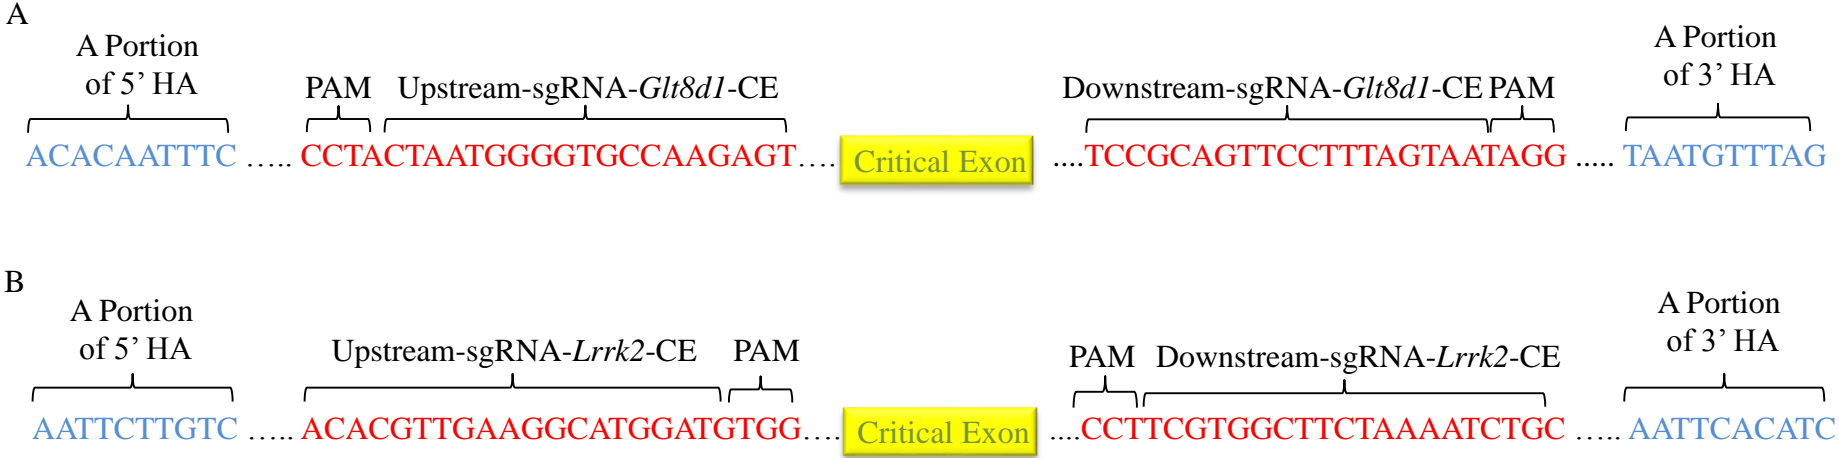 A
A Portion
of 5’ HA
PAM Upstream-sgRNA-Glt8d1-CE
Downstream-sgRNA-Glt8d1-CE PAM
A Portion
of 3’ HA
ACACAATTTC ..... CCTACTAATGGGGTGCCAAGAGT.... Critical Exon ....TCCGCAGTTCCTTTAGTAATAGG ..... TAATGTTTAG
B
A Portion
of 5’ HA
Upstream-sgRNA-Lrrk2-CE PAM
PAM Downstream-sgRNA-Lrrk2-CE
A Portion
of 3’ HA
AATTCTTGTC ..... ACACGTTGAAGGCATGGATGTGG.... Critical Exon ....CCTTCGTGGCTTCTAAAATCTGC ..... AATTCACATC